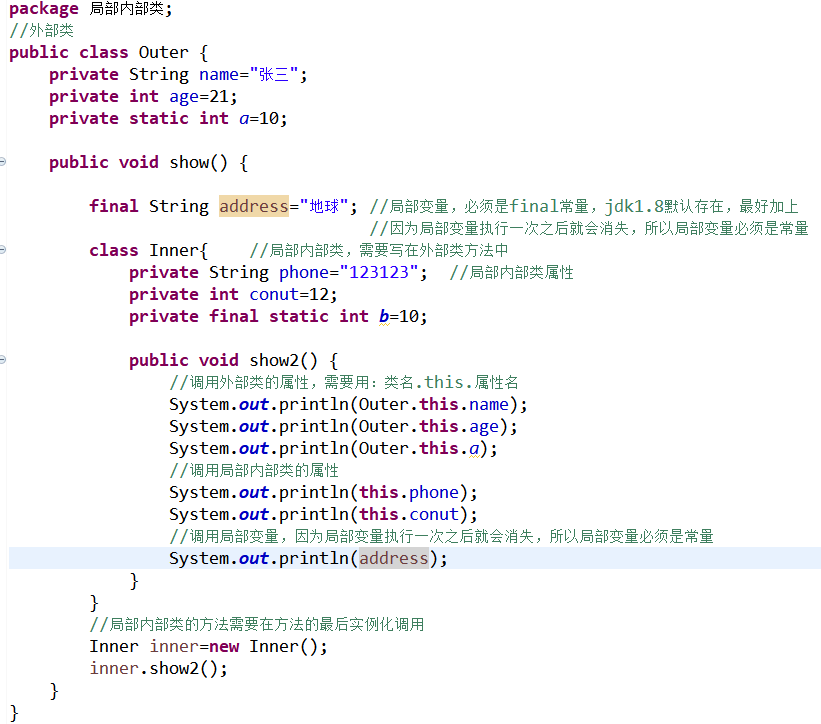 package 局部内部类;
//外部类
public class Outer {
    private String name="张三";
    private int age=21;
    private static int a=10;
    public void show() {
        final String address="地球"; //局部变量，必须是final常量，jdk1.8默认存在，最好加上
                                    //因为局部变量执行一次之后就会消失，所以局部变量必须是常量
        class Inner{    //局部内部类，需要写在外部类方法中
            private String phone="123123";  //局部内部类属性
            private int conut=12;
            private final static int b=10;
            public void show2() {
                //调用外部类的属性，需要用：类名.this.属性名
                System.out.println(Outer.this.name);
                System.out.println(Outer.this.age);
                System.out.println(Outer.this.a);
                //调用局部内部类的属性
                System.out.println(this.phone);
                System.out.println(this.conut);
                //调用局部变量，因为局部变量执行一次之后就会消失，所以局部变量必须是常量
                System.out.println(address);
            }
        }
        //局部内部类的方法需要在方法的最后实例化调用
        Inner inner=new Inner();
        inner.show2();
    }
}